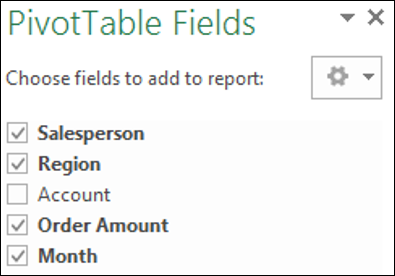 PivotTable Fields
Choose fields to add to report:
Salesperson
Region
Account
Order Amount
Month